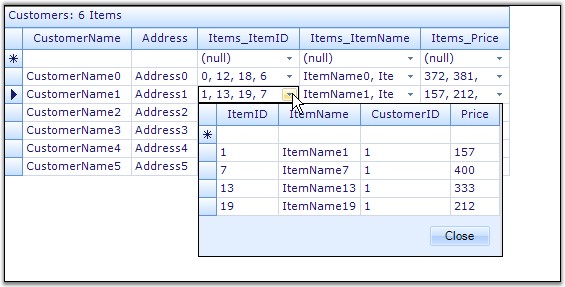 Customers: 6 Items
CustomerName Address Items_ItemID Items_ItemName Items_Price
(null) (null) (null)
CustomerName0 Address0 0, 12, 18, 6 ItemName0, Ite 372, 381,
CustomerName1 Address1 1, 13, 19, 7 ItemName1, Ite 157, 212,
CustomerName2 Address2
CustomerName3 Address3
CustomerName4 Address4
CustomerName5 Address5
ItemID ItemName CustomerID Price
1 ItemName1 1 157
7 ItemName7 1 400
13 ItemName13 1 333
19 ItemName19 1 212
Close